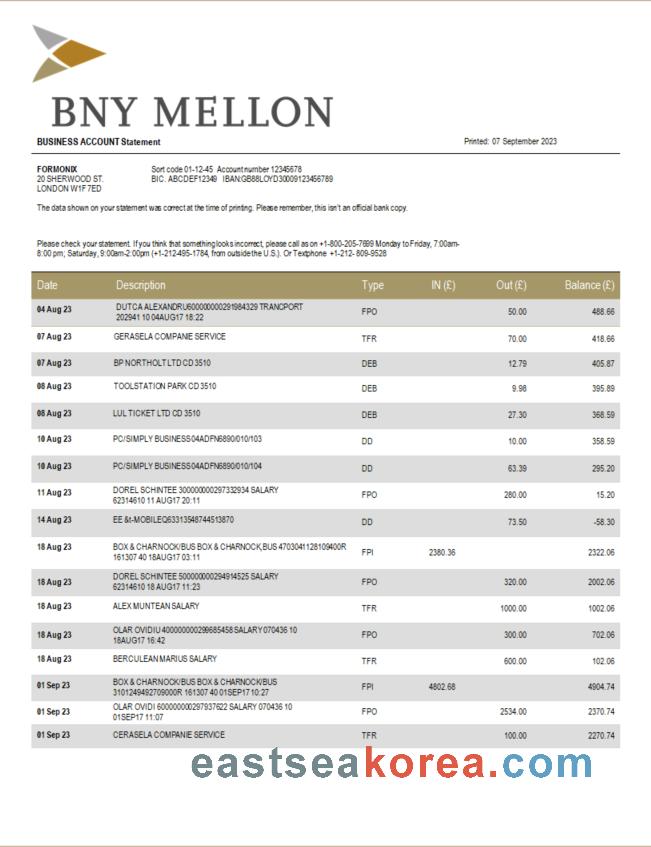 BNY MELLON
BUSINESS ACCOUNT Statement Printed: 07 September 2023
FORMONIX Sort code 01-12-45 Account number 12345678
20 SHERWOOD ST. BIC: ABCDEF12349 IBAN:GB88LOYD30009123456789
LONDON W1F 7ED
The data shown on your statement was correct at the time of printing. Please remember, this isn't an official bank copy.
Please check your statement. If you think that something looks incorrect, please call as on +1-800-205-7699 Monday to Friday, 7:00am-
8:00 pm; Saturday, 9:00am-2:00pm (+1-212-495-1784, from outside the U.S.). Or Textphone +1-212- 809-9528
Date Description Type IN (£) Out (£) Balance (£)
04 Aug 23 DUTCA ALEXANDRU600000000291984329 TRANCPORT FPO 50.00 488.66
202941 10 04AUG17 18:22
07 Aug 23 GERASELA COMPANIE SERVICE TFR 70.00 418.66
07 Aug 23 BP NORTHOLT LTD CD 3510 DEB 12.79 405.87
08 Aug 23 TOOLSTATION PARK CD 3510 DEB 9.98 395.89
08 Aug 23 LUL TICKET LTD CD 3510 DEB 27.30 368.59
10 Aug 23 PC/SIMPLY BUSINESS04ADFN6890/010/103 DD 10.00 358.59
10 Aug 23 PC/SIMPLY BUSINESS04ADFN6890/010/104 DD 63.39 295.20
11 Aug 23 DOREL SCHINTEE 300000000297332934 SALARY FPO 280.00 15.20
62314610 11 AUG17 20:11
14 Aug 23 EE &t-MOBILEQ63313548744513870 DD 73.50 -58.30
18 Aug 23 BOX & CHARNOCK/BUS BOX & CHARNOCK,BUS 4703041128109400R FPI 2380.36 2322.06
161307 40 18AUG17 03:11
18 Aug 23 DOREL SCHINTEE 500000000294914525 SALARY FPO 320.00 2002.06
62314610 18 AUG17 11:23
18 Aug 23 ALEX MUNTEAN SALARY TFR 1000.00 1002.06
18 Aug 23 OLAR OVIDIU 400000000299685458 SALARY 070436 10 FPO 300.00 702.06
18AUG17 16:42
18 Aug 23 BERCULEAN MARIUS SALARY TFR 600.00 102.06
01 Sep 23 BOX & CHARNOCK/BUS BOX & CHARNOCK/BUS FPI 4802.68 4904.74
3101249492709000R 161307 40 01SEP17 10:27
01 Sep 23 OLAR OVIDI 600000000297937622 SALARY 070436 10 FPO 2534.00 2370.74
01SEP17 11:07
01 Sep 23 CERASELA COMPANIE SERVICE TFR 100.00 2270.74
eastseakorea.com